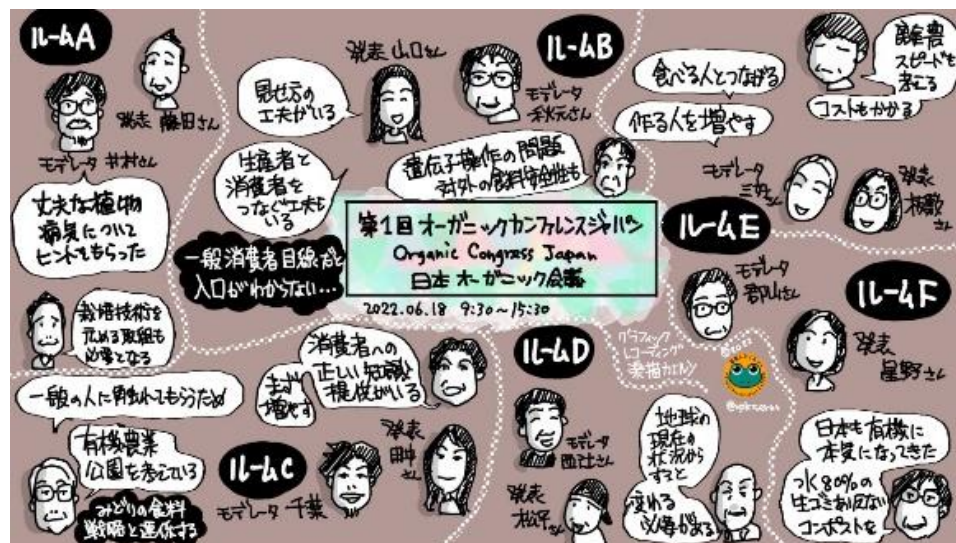 ルームA
発表 藤田さん
モデレータ 井村さん
丈夫な植物
病気について
ヒントをもらった
栽培技術を
広める取組も
必要となる
発表 山口さん
見せ方の
工夫がいる
ルームB
モデレータ
秋元さん
生産者と
消費者を
つなぐ工夫も
いる
遺伝子操作の問題
対外の食料安全性も
一般消費者目線だと
入口がわからない…
第1回 オーガニックカンファレンスジャパン
Organic Congress Japan
日本オーガニック会議
2022.06.18 9:30〜15:30
食べる人とつながる
作る人を増やす
離農
スピードも
考える
コストもかかる
ルームE
モデレータ
発表
ルームF
モデレータ
郡山さん
発表
星野さん
グラフィック
レコーディング
一般の人に触れてもらうため
有機農業
公園を考えている
みどりの食料
戦略と連係する
ルームC
モデレータ 千葉
発表
田中
さん
消費者への
正しい知識
提供がいる
まず
増やす
ルームD
モデレータ
西辻さん
発表
松平
さん
地球の
現在の
状況から
すると
変わる
必要がある
日本も有機に
本気になってきた
水80%の
生ゴミありえない
コンポストを